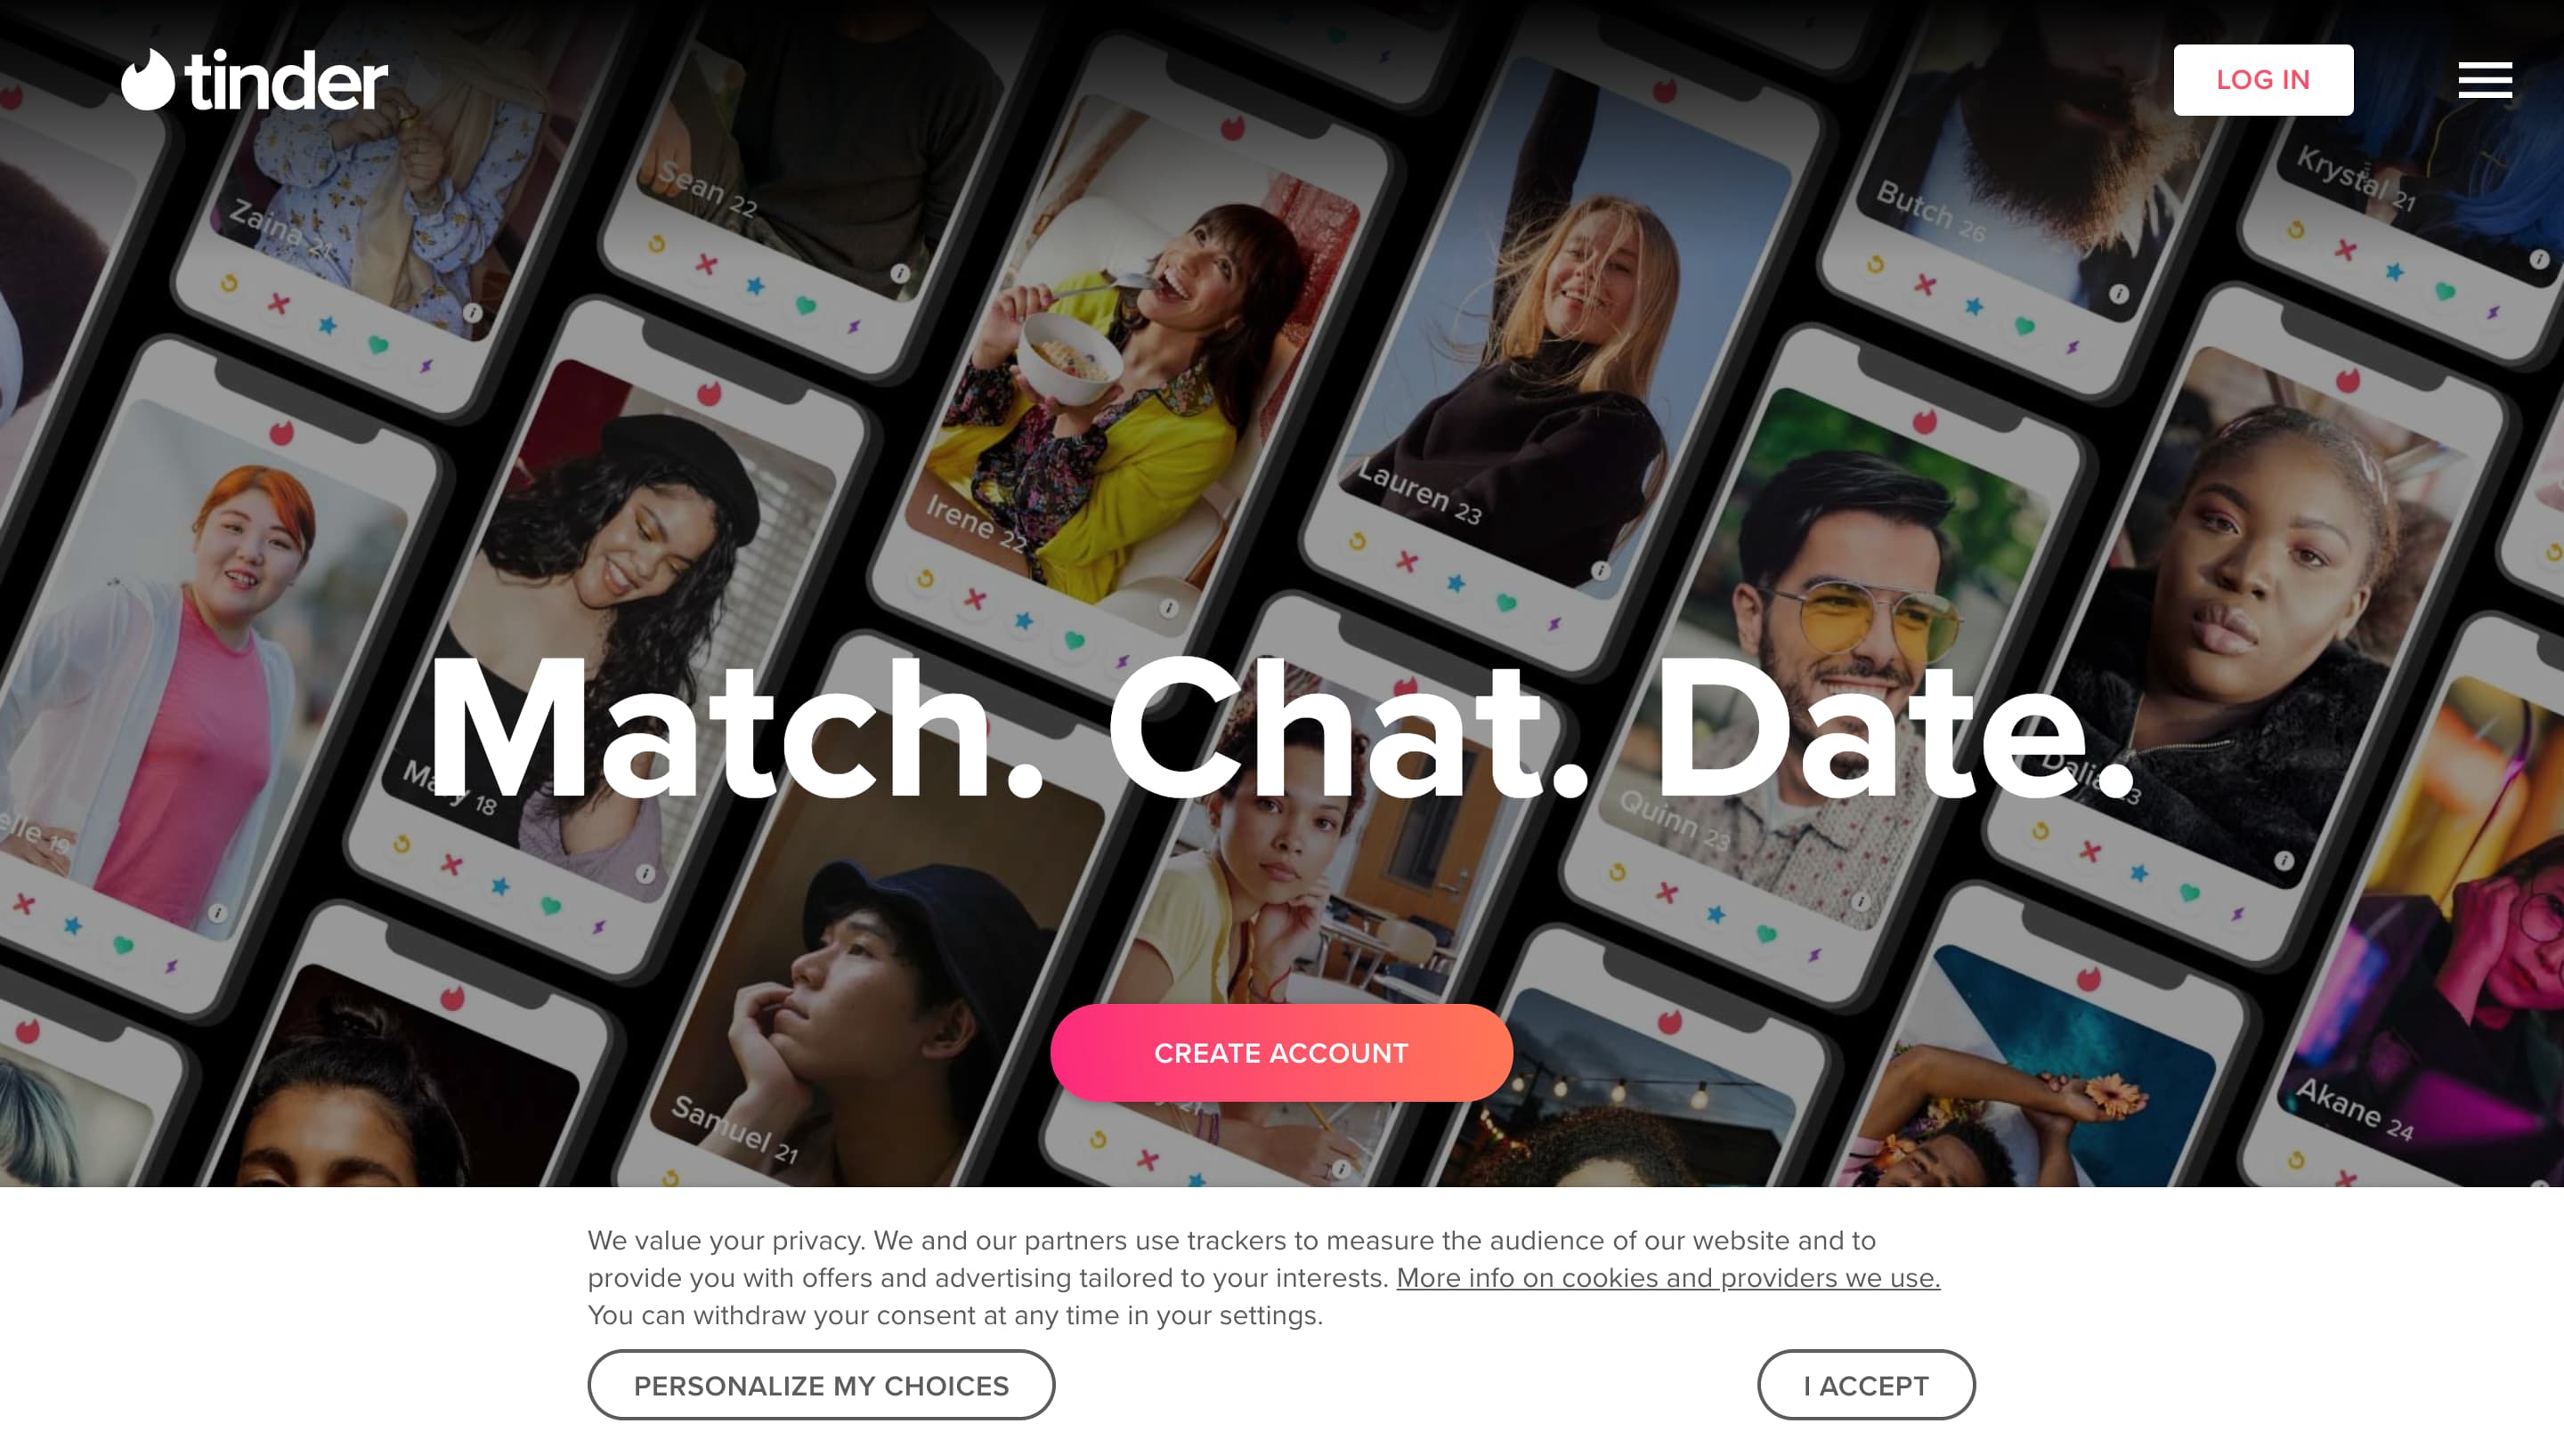 tinder
LOG IN
Zaina
Sean 22
Butch 26
Krystal 21
Irene 22
Lauren 23
Match. Chat. Date.
elle 19
Mary 18
Quinn 23
Dalia 23
CREATE ACCOUNT
Samuel 21
21
Akane 24
We value your privacy. We and our partners use trackers to measure the audience of our website and to
provide you with offers and advertising tailored to your interests. More info on cookies and providers we use.
You can withdraw your consent at any time in your settings.
PERSONALIZE MY CHOICES
I ACCEPT